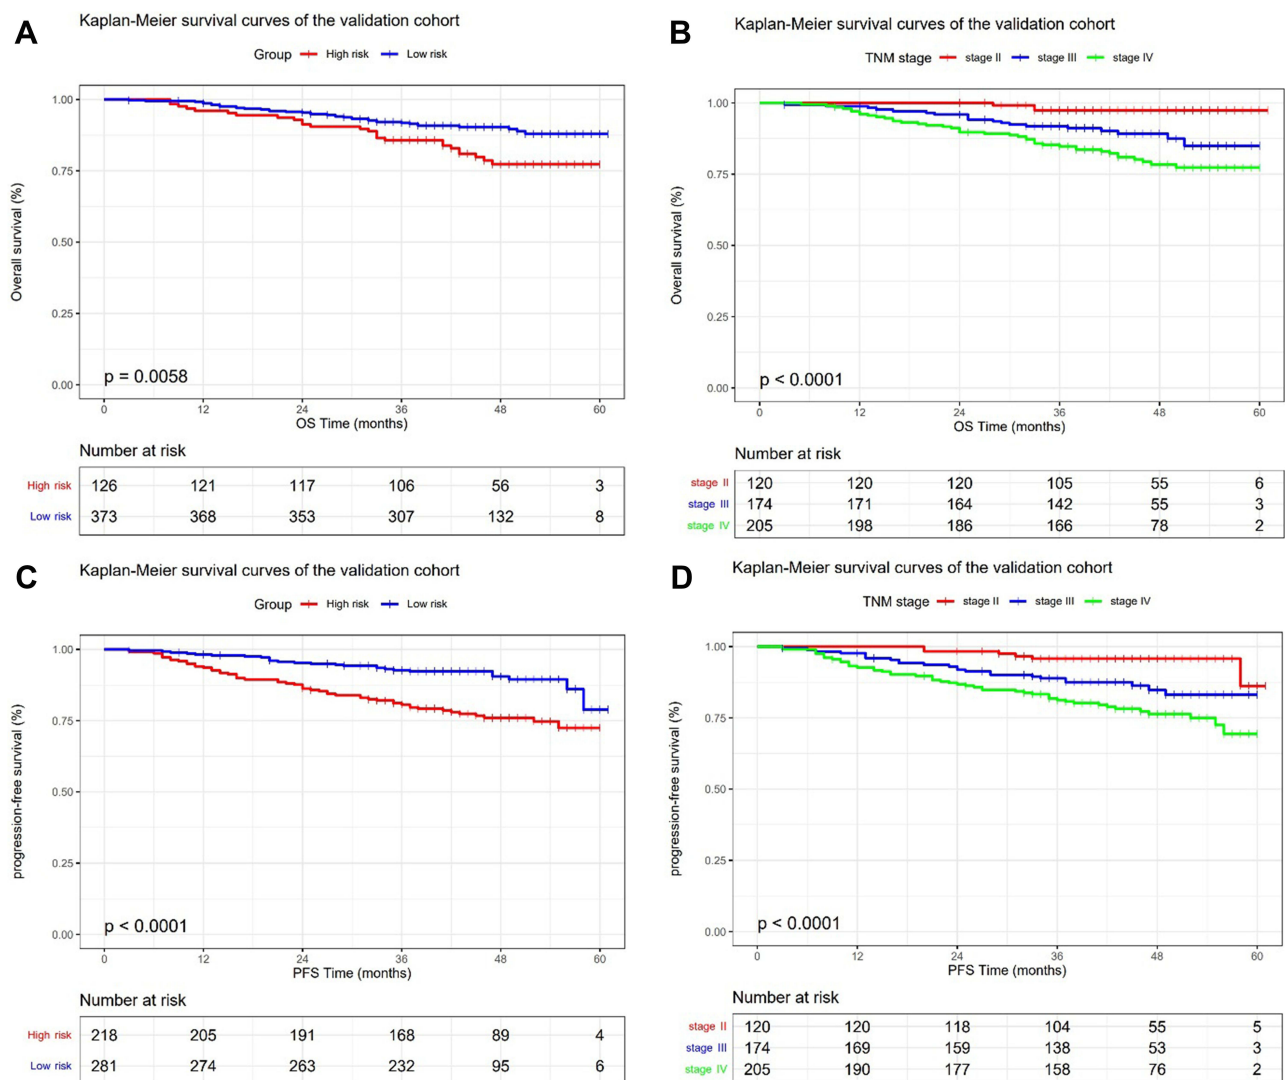 A
Kaplan-Meier survival curves of the validation cohort
Group High risk Low risk
Overall survival (%)
1.00
0.75
0.50
0.25
0.00
p = 0.0058
0 12 24 36 48 60
OS Time (months)
Number at risk
High risk 126 121 117 106 56 3
Low risk 373 368 353 307 132 8
B
Kaplan-Meier survival curves of the validation cohort
TNM stage stage II stage III stage IV
Overall survival (%)
1.00
0.75
0.50
0.25
0.00
p < 0.0001
0 12 24 36 48 60
OS Time (months)
Number at risk
stage II 120 120 120 105 55 6
stage III 174 171 164 142 55 3
stage IV 205 198 186 166 78 2
C
Kaplan-Meier survival curves of the validation cohort
Group High risk Low risk
progression-free survival (%)
1.00
0.75
0.50
0.25
0.00
p < 0.0001
0 12 24 36 48 60
PFS Time (months)
Number at risk
High risk 218 205 191 168 89 4
Low risk 281 274 263 232 95 6
D
Kaplan-Meier survival curves of the validation cohort
TNM stage stage II stage III stage IV
progression-free survival (%)
1.00
0.75
0.50
0.25
0.00
p < 0.0001
0 12 24 36 48 60
PFS Time (months)
Number at risk
stage II 120 120 118 104 55 5
stage III 174 169 159 138 53 3
stage IV 205 190 177 158 76 2